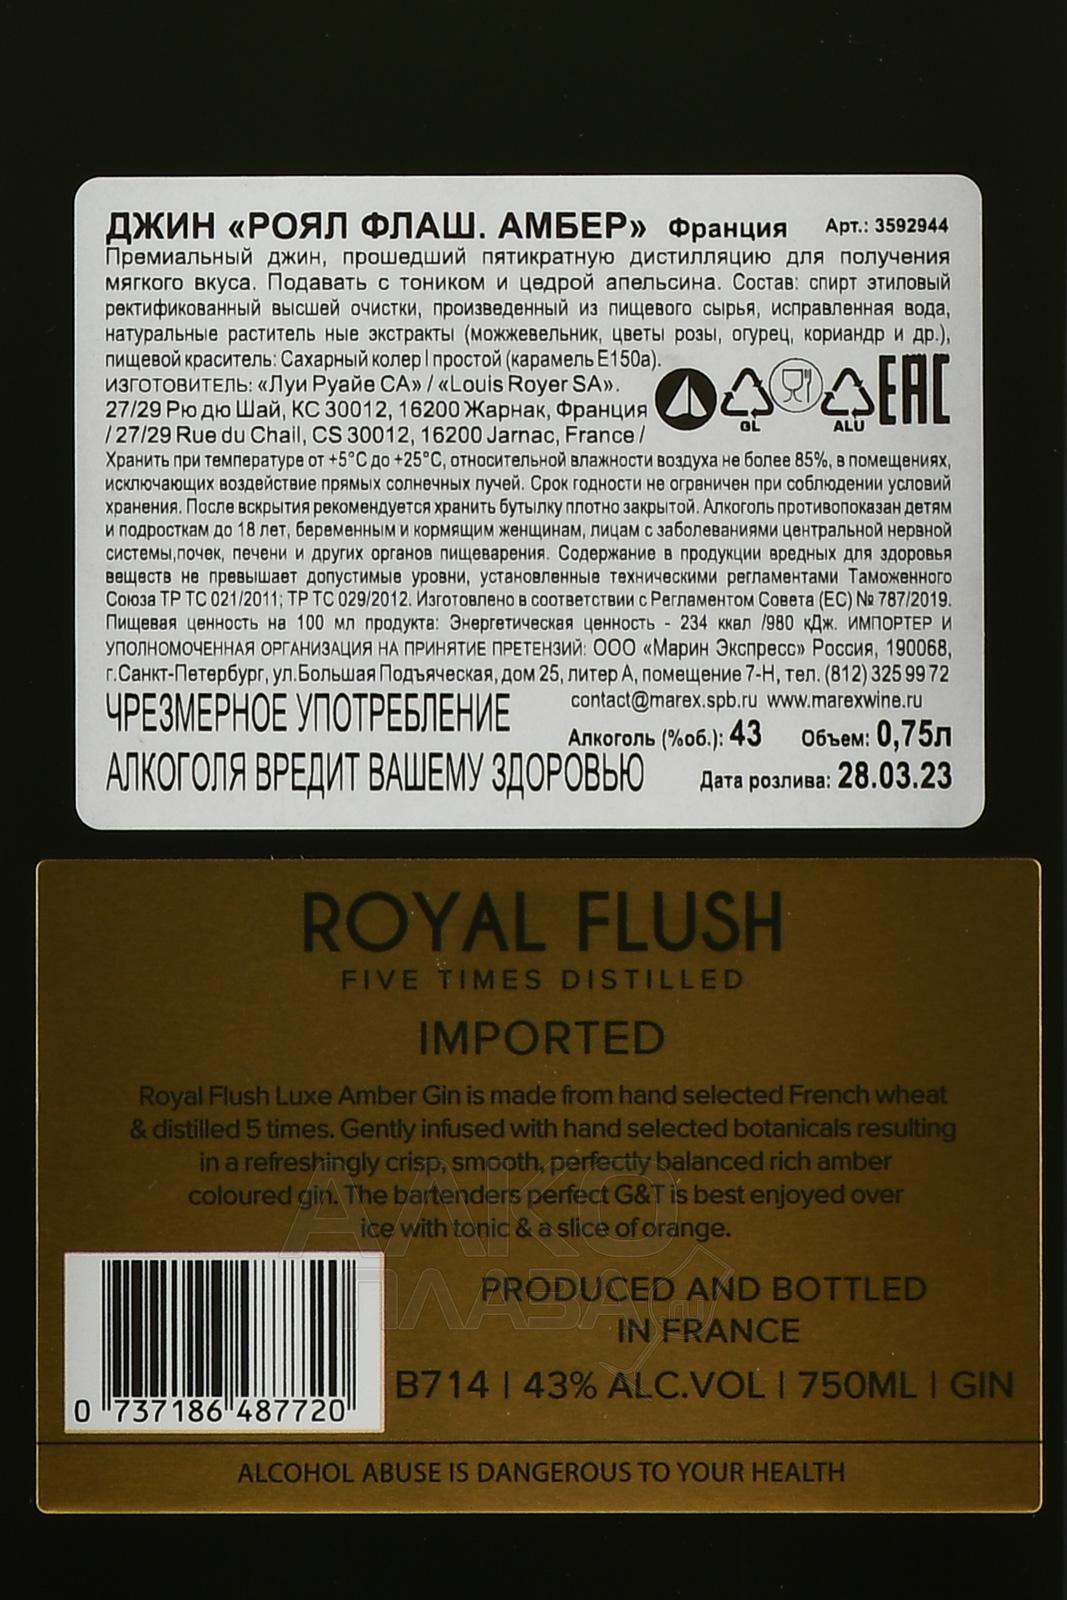 ДЖИН «РОЯЛ ФЛАШ. АМБЕР» Франция Арт.: 3592944
Премиальный джин, прошедший пятикратную дистилляцию для получения
мягкого вкуса. Подавать с тоником и цедрой апельсина. Состав: спирт этиловый
ректификованный высшей очистки, произведенный из пищевого сырья, исправленная вода,
натуральные раститель ные экстракты (можжевельник, цветы розы, огурец, кориандр и др.),
пищевой краситель: Сахарный колер I простой (карамель E150a).
ИЗГОТОВИТЕЛЬ: «Луи Руайе СА» / «Louis Royer SA».
27/29 Рю дю Шай, КС 30012, 16200 Жарнак, Франция
/ 27/29 Rue du Chail, CS 30012, 16200 Jarnac, France /
GL ALU EAC
Хранить при температуре от +5°С до +25°С, относительной влажности воздуха не более 85%, в помещениях,
исключающих воздействие прямых солнечных лучей. Срок годности не ограничен при соблюдении условий
хранения. После вскрытия рекомендуется хранить бутылку плотно закрытой. Алкоголь противопоказан детям
и подросткам до 18 лет, беременным и кормящим женщинам, лицам с заболеваниями центральной нервной
системы,почек, печени и других органов пищеварения. Содержание в продукции вредных для здоровья
веществ не превышает допустимые уровни, установленные техническими регламентами Таможенного
Союза ТР ТС 021/2011; ТР ТС 029/2012. Изготовлено в соответствии с Регламентом Совета (ЕС) № 787/2019.
Пищевая ценность на 100 мл продукта: Энергетическая ценность - 234 ккал /980 кДж. ИМПОРТЕР И
УПОЛНОМОЧЕННАЯ ОРГАНИЗАЦИЯ НА ПРИНЯТИЕ ПРЕТЕНЗИЙ: ООО «Марин Экспресс» Россия, 190068,
г.Санкт-Петербург, ул.Большая Подъяческая, дом 25, литер А, помещение 7-Н, тел. (812) 325 99 72
contact@marex.spb.ru www.marexwine.ru
ЧРЕЗМЕРНОЕ УПОТРЕБЛЕНИЕ
АЛКОГОЛЯ ВРЕДИТ ВАШЕМУ ЗДОРОВЬЮ
Алкоголь (%об.): 43 Объем: 0,75л
Дата розлива: 28.03.23
ROYAL FLUSH
FIVE TIMES DISTILLED
IMPORTED
Royal Flush Luxe Amber Gin is made from hand selected French wheat
& distilled 5 times. Gently infused with hand selected botanicals resulting
in a refreshingly crisp, smooth, perfectly balanced rich amber
coloured gin. The bartenders perfect G&T is best enjoyed over
ice with tonic & a slice of orange.
АЛКО
ПЛАЗА
.ru
PRODUCED AND BOTTLED
IN FRANCE
B714 | 43% ALC.VOL | 750ML | GIN
0 737186 487720
ALCOHOL ABUSE IS DANGEROUS TO YOUR HEALTH